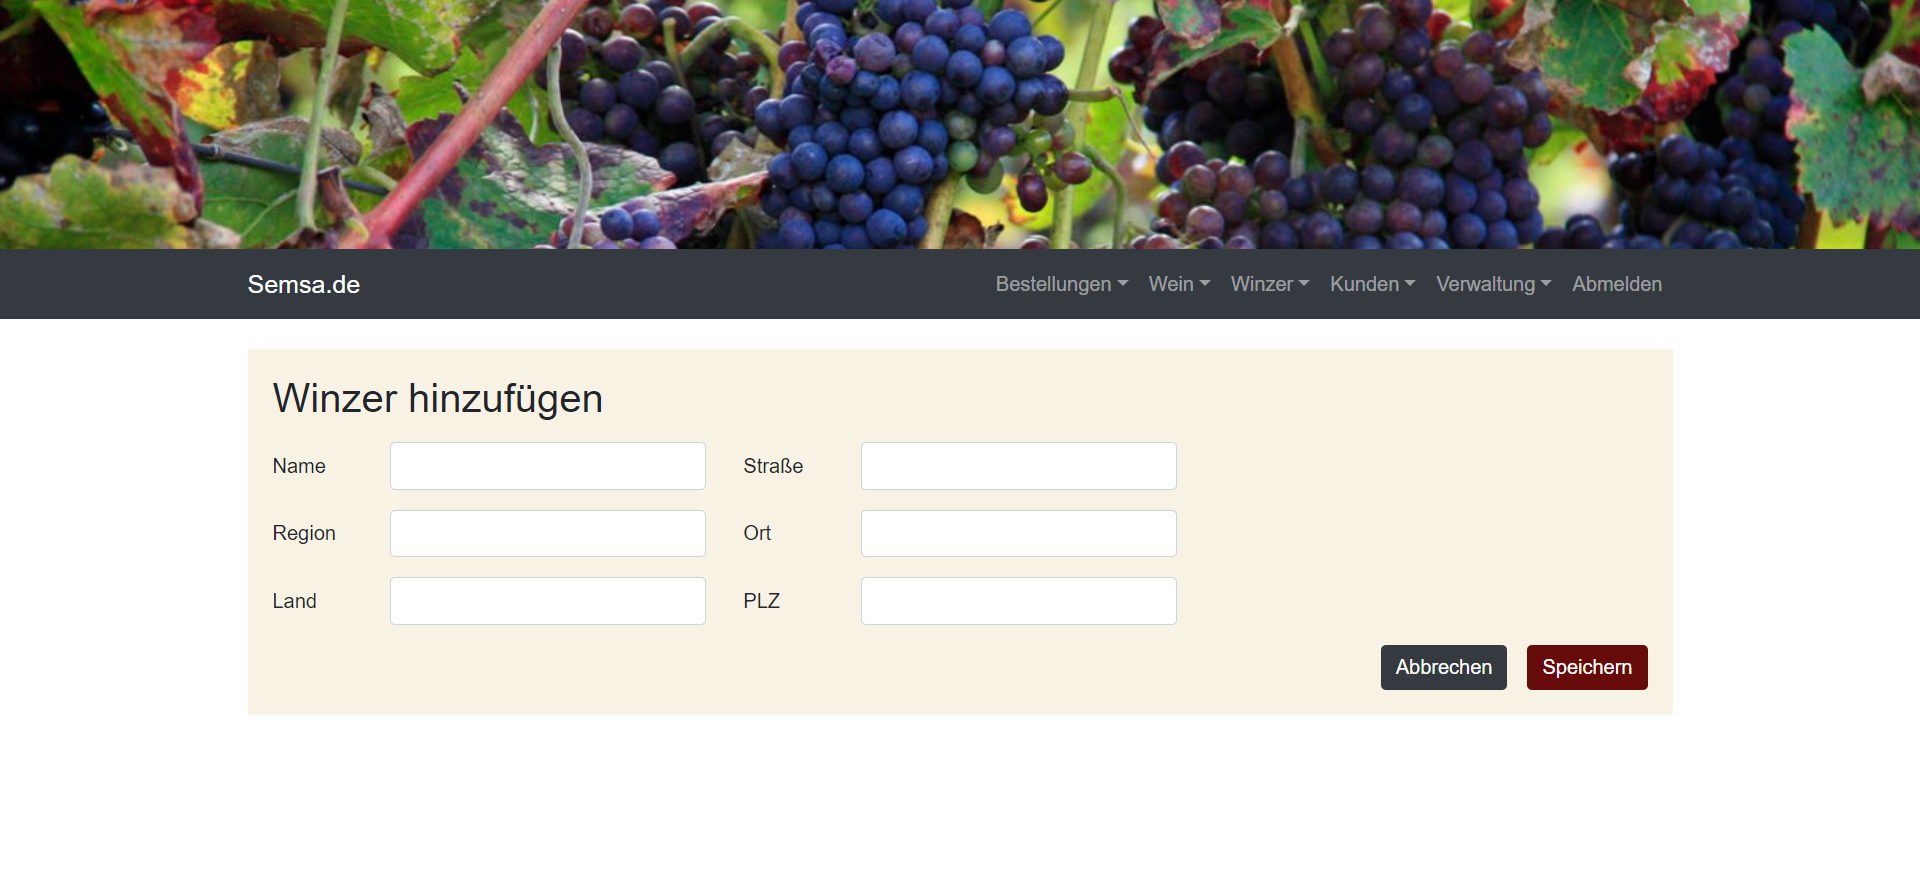 Semsa.de Bestellungen Wein Winzer Kunden Verwaltung Abmelden
Winzer hinzufügen
Name Straße
Region Ort
Land PLZ
Abbrechen Speichern